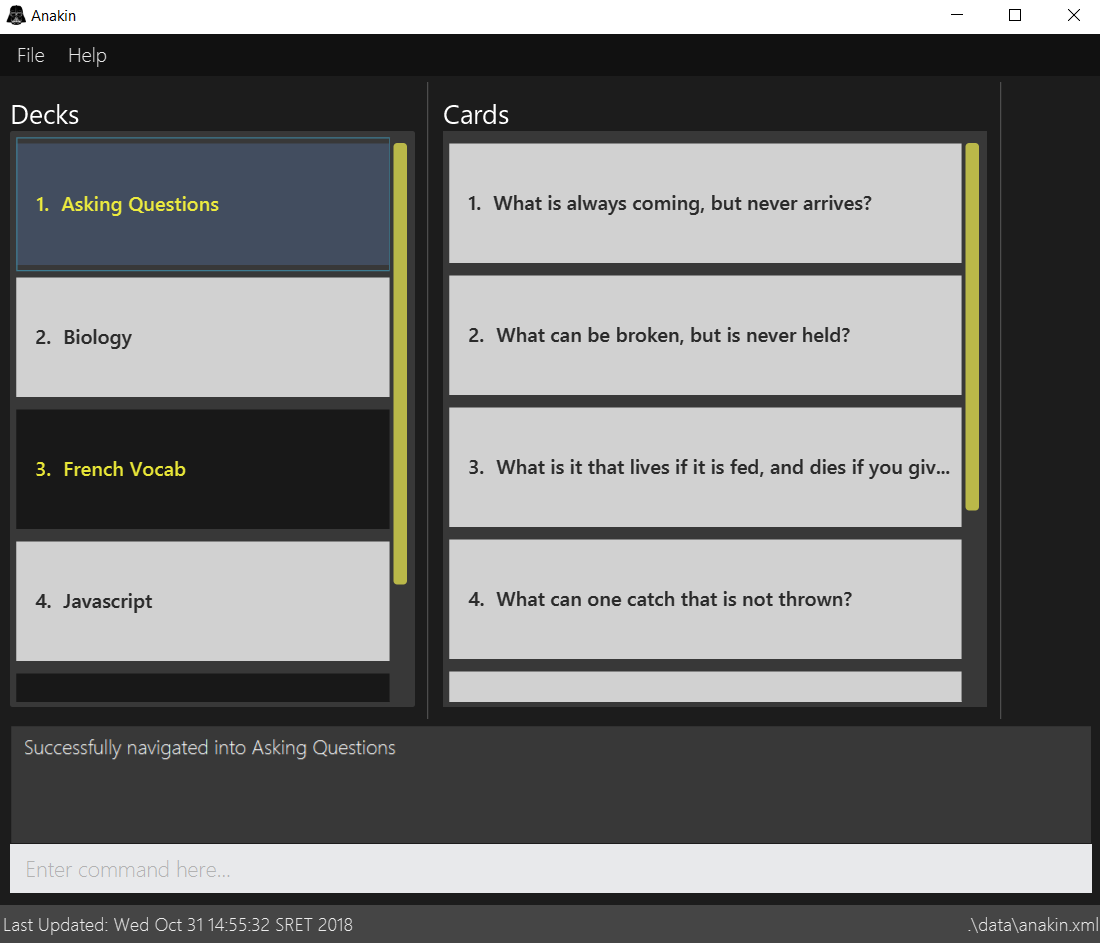 Anakin
File Help
Decks
1. Asking Questions
2. Biology
3. French Vocab
4. Javascript
Cards
1. What is always coming, but never arrives?
2. What can be broken, but is never held?
3. What is it that lives if it is fed, and dies if you giv...
4. What can one catch that is not thrown?
Successfully navigated into Asking Questions
Enter command here...
Last Updated: Wed Oct 31 14:55:32 SRET 2018
.\data\anakin.xml